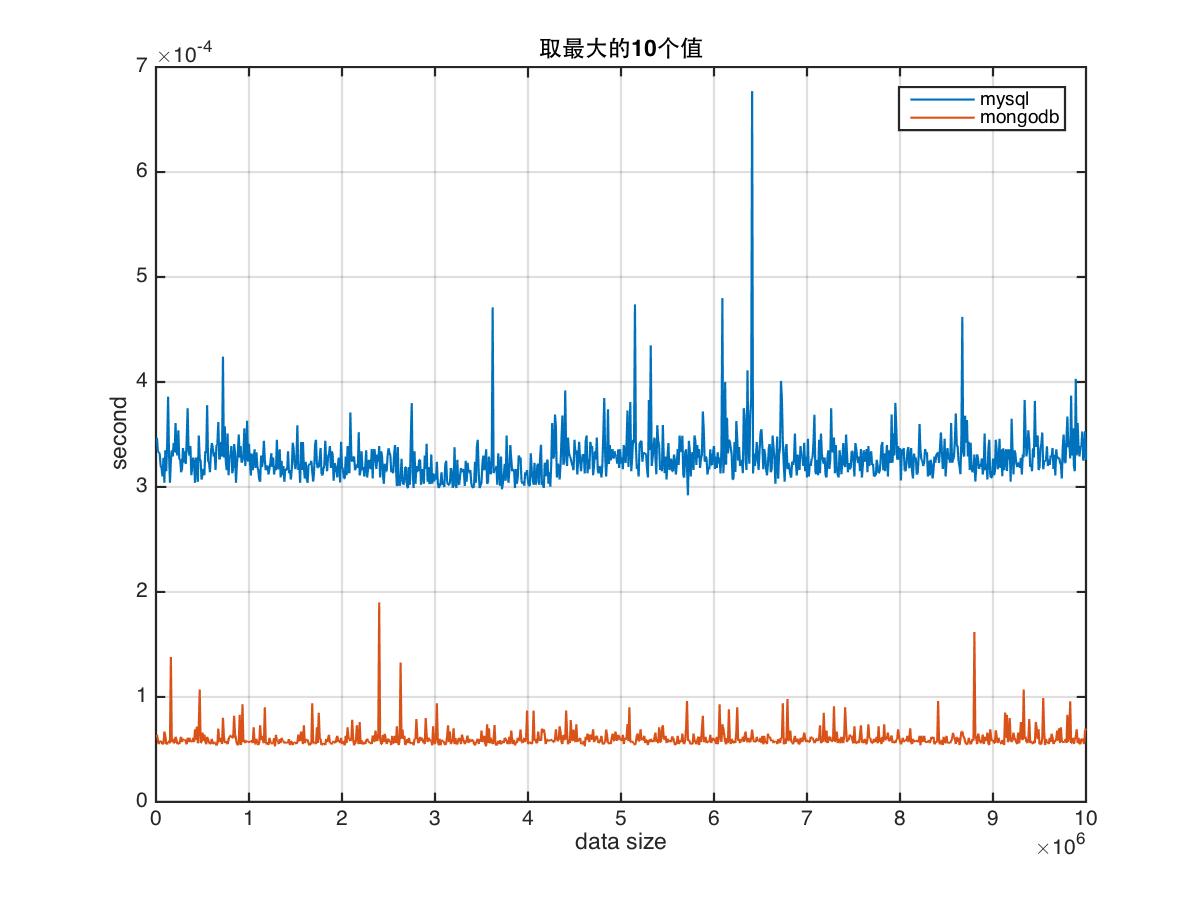 取最大的10个值
×10⁻⁴
7
6
5
4
3
2
1
0
second
mysql
mongodb
0 1 2 3 4 5 6 7 8 9 10
data size
×10⁶